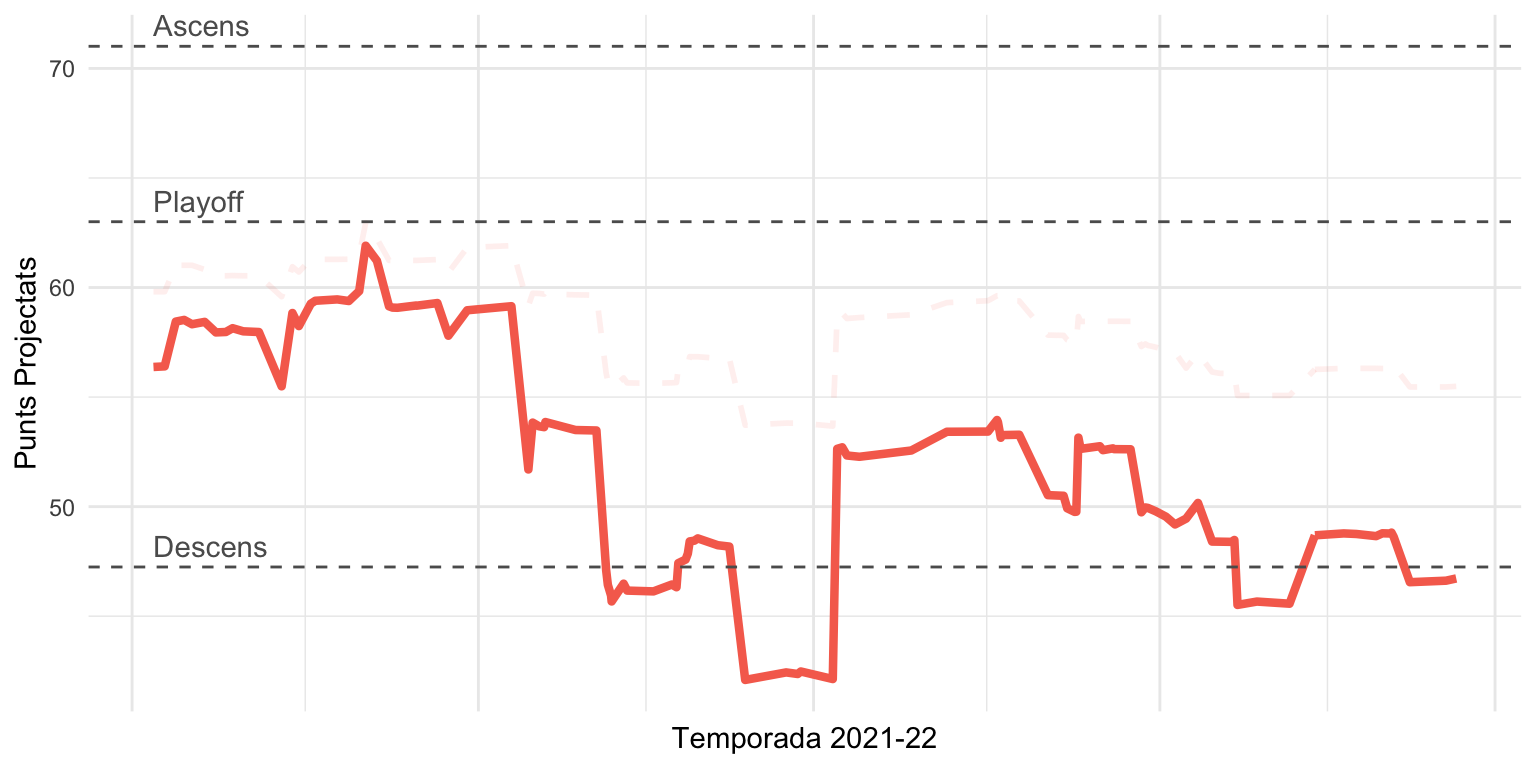 Ascens
70
Playoff
60
50
Descens
Punts Projectats
Temporada 2021-22